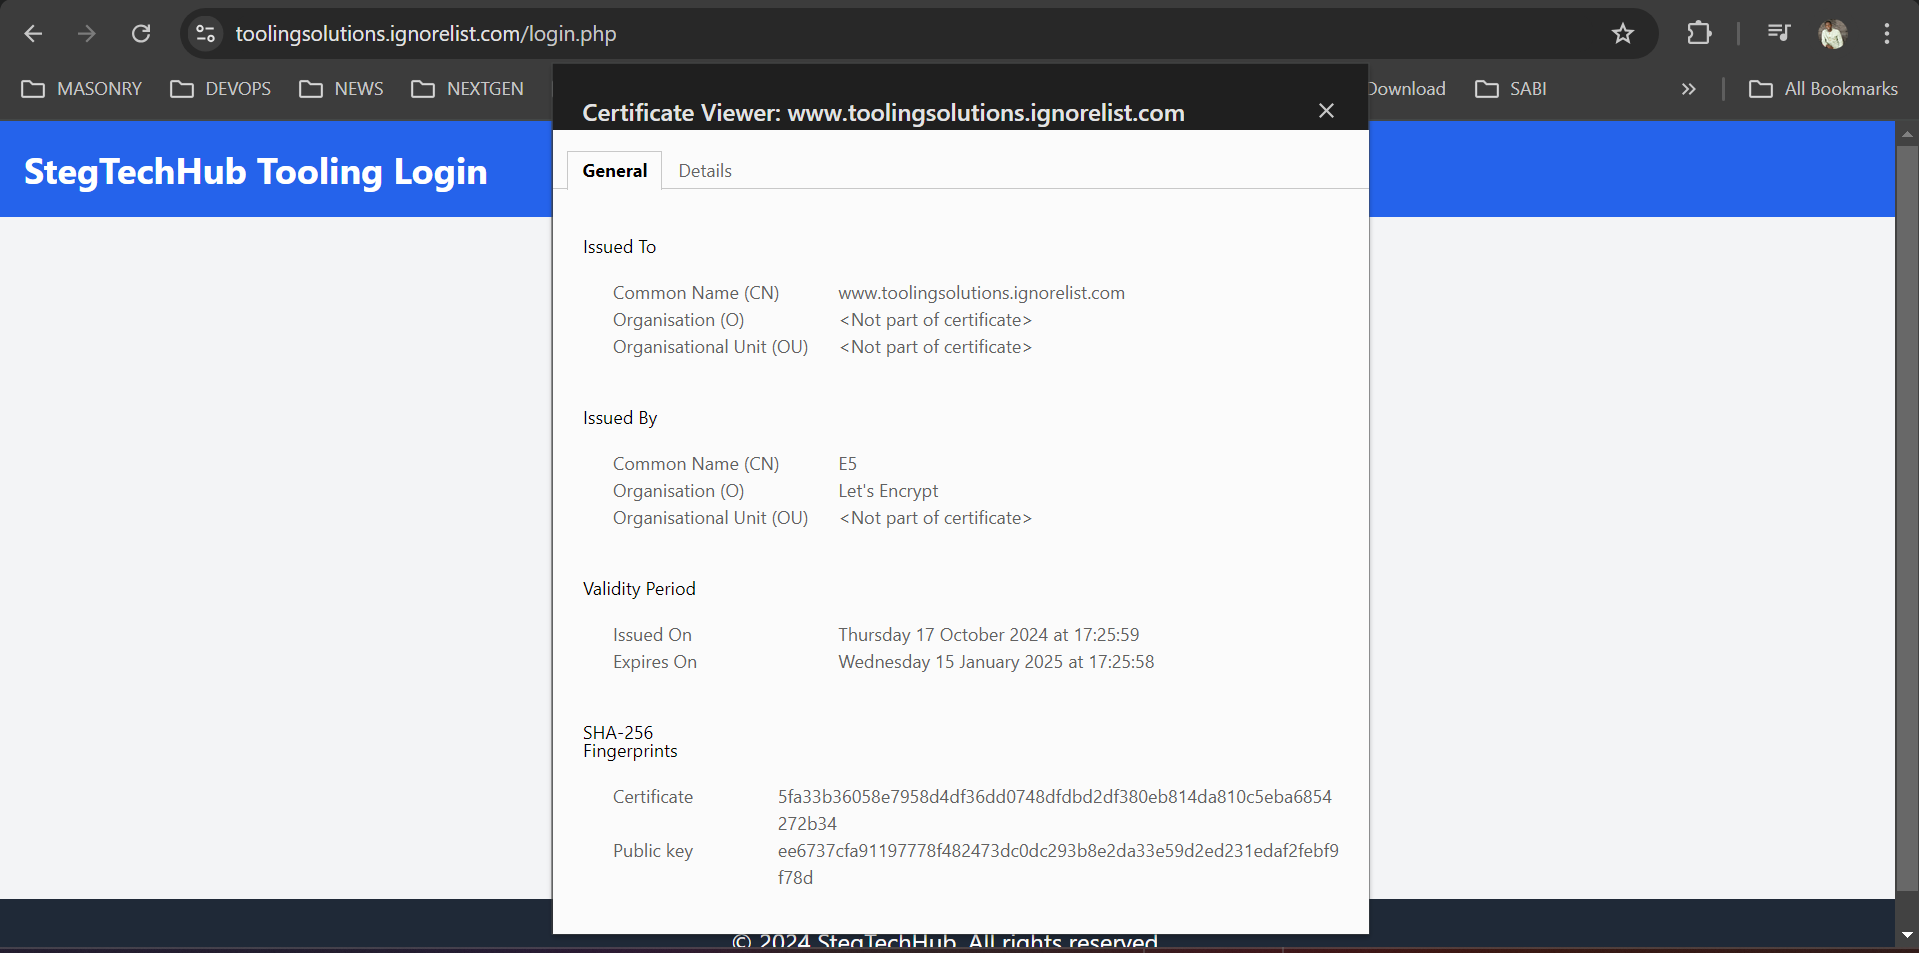 toolingsolutions.ignorelist.com/login.php
MASONRY DEVOPS NEWS NEXTGEN Download SABI All Bookmarks
Certificate Viewer: www.toolingsolutions.ignorelist.com
StegTechHub Tooling Login
General Details
Issued To
Common Name (CN) www.toolingsolutions.ignorelist.com
Organisation (O) <Not part of certificate>
Organisational Unit (OU) <Not part of certificate>
Issued By
Common Name (CN) E5
Organisation (O) Let's Encrypt
Organisational Unit (OU) <Not part of certificate>
Validity Period
Issued On Thursday 17 October 2024 at 17:25:59
Expires On Wednesday 15 January 2025 at 17:25:58
SHA-256
Fingerprints
Certificate 5fa33b36058e7958d4df36dd0748dfdbd2df380eb814da810c5eba6854
272b34
Public key ee6737cfa91197778f482473dc0dc293b8e2da33e59d2ed231edaf2febf9
f78d
© 2024 StegTechHub. All rights reserved